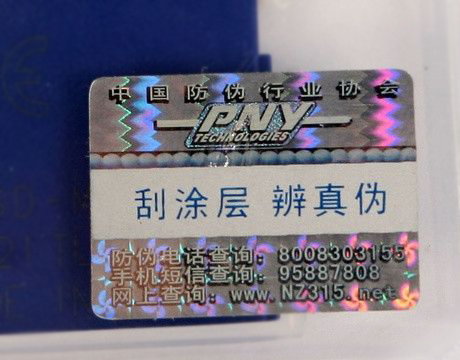 中国防伪行业协会
PNY
TECHNOLOGIES
刮涂层 辨真伪
防伪电话查询：8008303155
手机短信查询：95887808
网上查询：www.NZ315.net